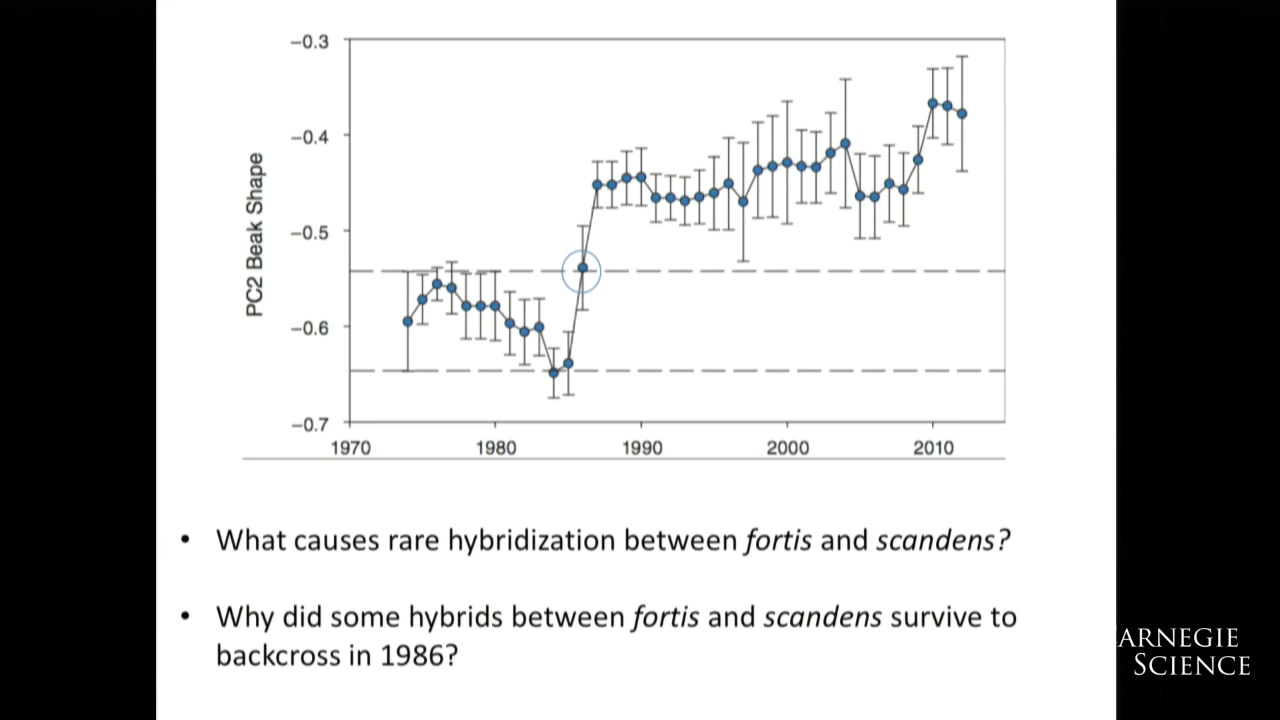 −0.3
−0.4
−0.5
−0.6
−0.7
PC2 Beak Shape
1970 1980 1990 2000 2010
• What causes rare hybridization between fortis and scandens?
• Why did some hybrids between fortis and scandens survive to
backcross in 1986?
ARNEGIE
SCIENCE